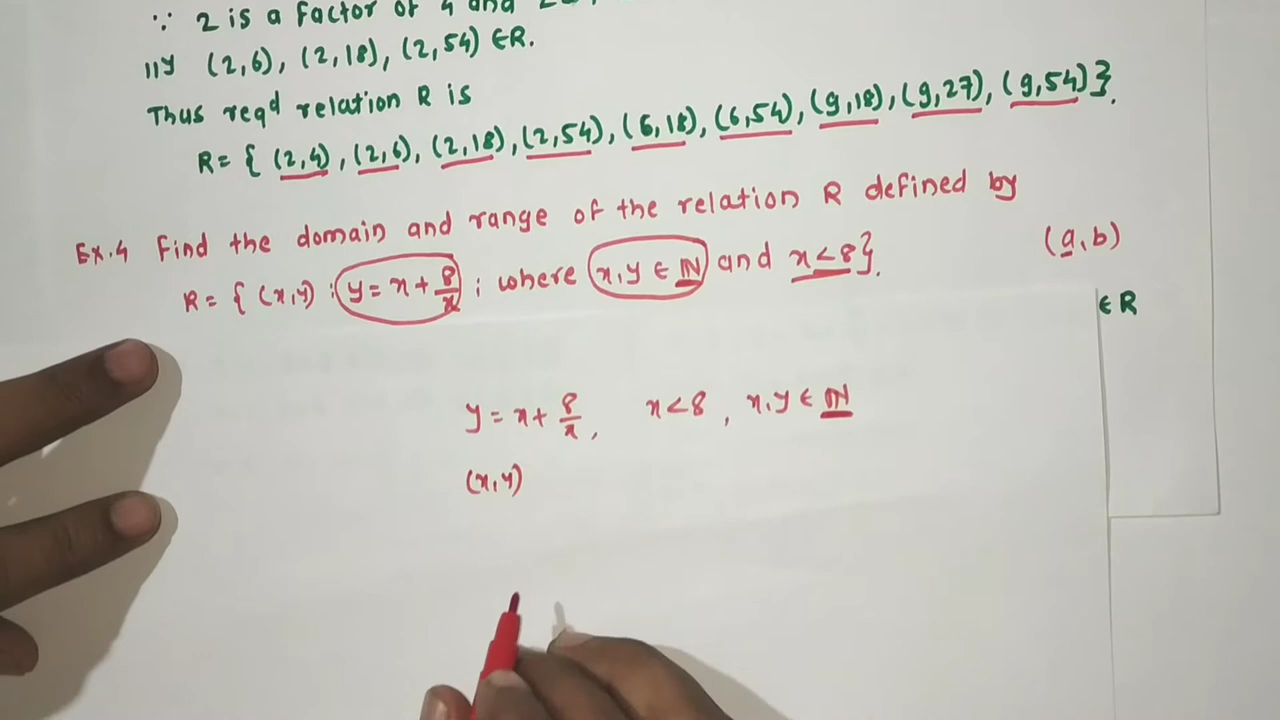 ∵ 2 is a factor of 4 and
॥y (2,6), (2,18), (2,54) ∈R.
Thus reqd relation R is
R= { (2,4), (2,6), (2,18), (2,54), (6,18), (6,54), (9,18), (9,27), (9,54)}.
Ex.4 Find the domain and range of the relation R defined by
R= { (x,y) : y = x + 8/x ; where x,y ∈ ℕ and x<8}.
(a,b)
∈ R
y = x + 8/x, x<8, x,y ∈ ℕ
(x,y)